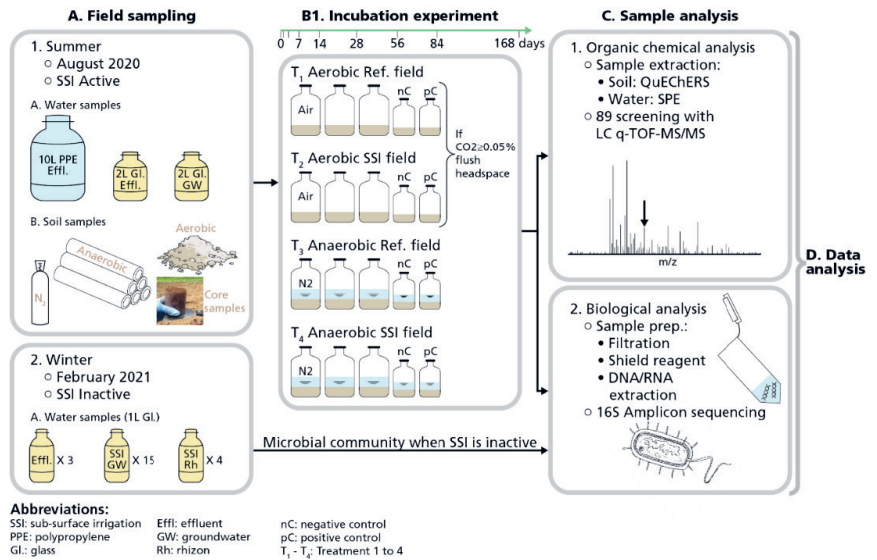 A. Field sampling
1. Summer
○ August 2020
○ SSI Active
A. Water samples
10L PPE
Effl.
2L Gl.
Effl.
2L Gl.
GW
B. Soil samples
Aerobic
Anaerobic
N2
Core
samples
2. Winter
○ February 2021
○ SSI Inactive
A. Water samples (1L Gl.)
Effl. X 3
SSI
GW X 15
SSI
Rh X 4
B1. Incubation experiment
0 7 14 28 56 84 168 days
T1 Aerobic Ref. field
nC pC
Air
T2 Aerobic SSI field
nC pC
Air
If
CO2≥0.05%
flush
headspace
T3 Anaerobic Ref. field
nC pC
N2
T4 Anaerobic SSI field
nC pC
N2
Microbial community when SSI is inactive
C. Sample analysis
1. Organic chemical analysis
○ Sample extraction:
• Soil: QuEChERS
• Water: SPE
○ 89 screening with
LC q-TOF-MS/MS
m/z
2. Biological analysis
○ Sample prep.:
• Filtration
• Shield reagent
• DNA/RNA
extraction
○ 16S Amplicon sequencing
D. Data
analysis
Abbreviations:
SSI: sub-surface irrigation
PPE: polypropylene
Gl.: glass
Effl: effluent
GW: groundwater
Rh: rhizon
nC: negative control
pC: positive control
T1 - T4: Treatment 1 to 4